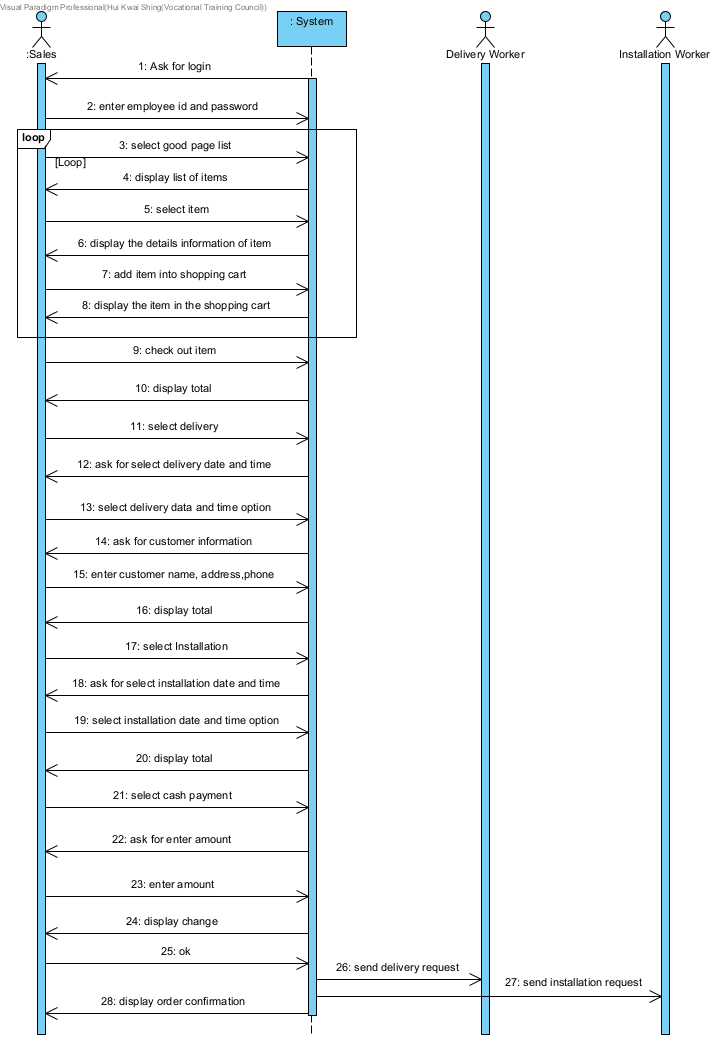 Visual Paradigm Professional(Hui Kwai Shing(Vocational Training Council))
: System
:Sales
Delivery Worker
Installation Worker
1: Ask for login
2: enter employee id and password
loop
3: select good page list
[Loop]
4: display list of items
5: select item
6: display the details information of item
7: add item into shopping cart
8: display the item in the shopping cart
9: check out item
10: display total
11: select delivery
12: ask for select delivery date and time
13: select delivery data and time option
14: ask for customer information
15: enter customer name, address,phone
16: display total
17: select Installation
18: ask for select installation date and time
19: select installation date and time option
20: display total
21: select cash payment
22: ask for enter amount
23: enter amount
24: display change
25: ok
26: send delivery request
27: send installation request
28: display order confirmation